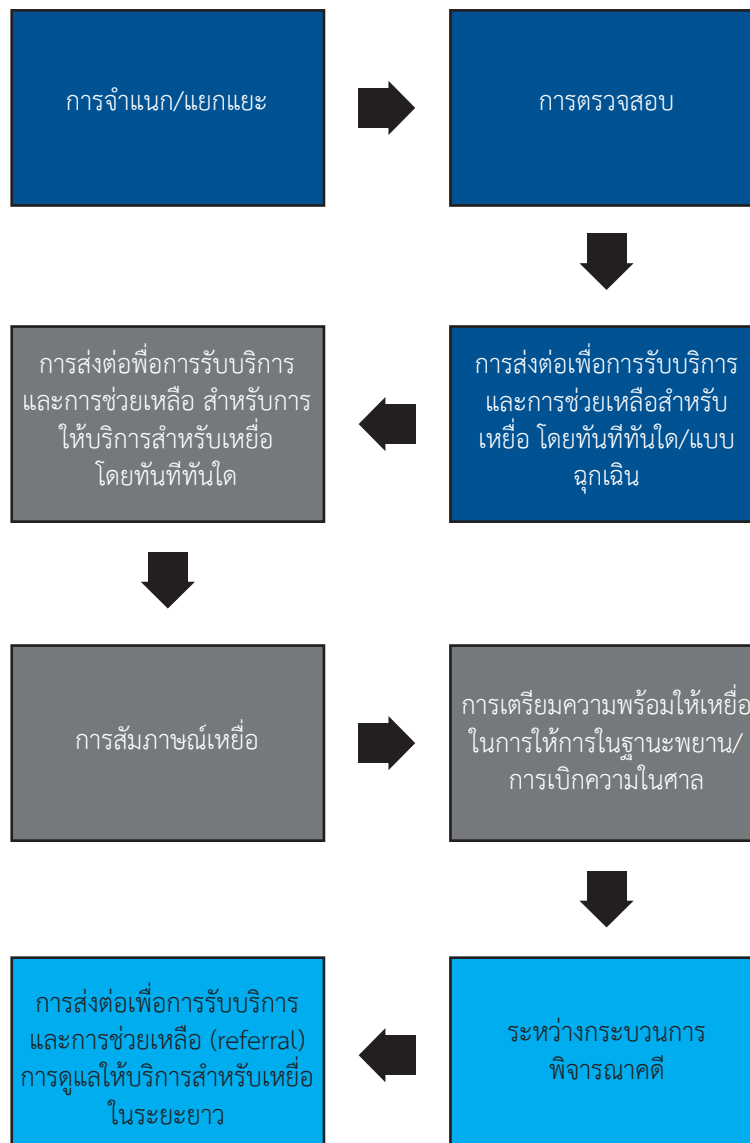 การจำแนก/แยกแยะ
การตรวจสอบ
การส่งต่อเพื่อการรับบริการ
และการช่วยเหลือสำหรับ
เหยื่อ โดยทันทีทันใด/แบบ
ฉุกเฉิน
การส่งต่อพื่อการรับบริการ
และการช่วยเหลือ สำหรับการ
ให้บริการสำหรับเหยื่อ
โดยทันทีทันใด
การสัมภาษณ์เหยื่อ
การเตรียมความพร้อมให้เหยื่อ
ในการให้การในฐานะพยาน/
การเบิกความในศาล
ระหว่างกระบวนการ
พิจารณาคดี
การส่งต่อเพื่อการรับบริการ
และการช่วยเหลือ (referral)
การดูแลให้บริการสำหรับเหยื่อ
ในระยะยาว